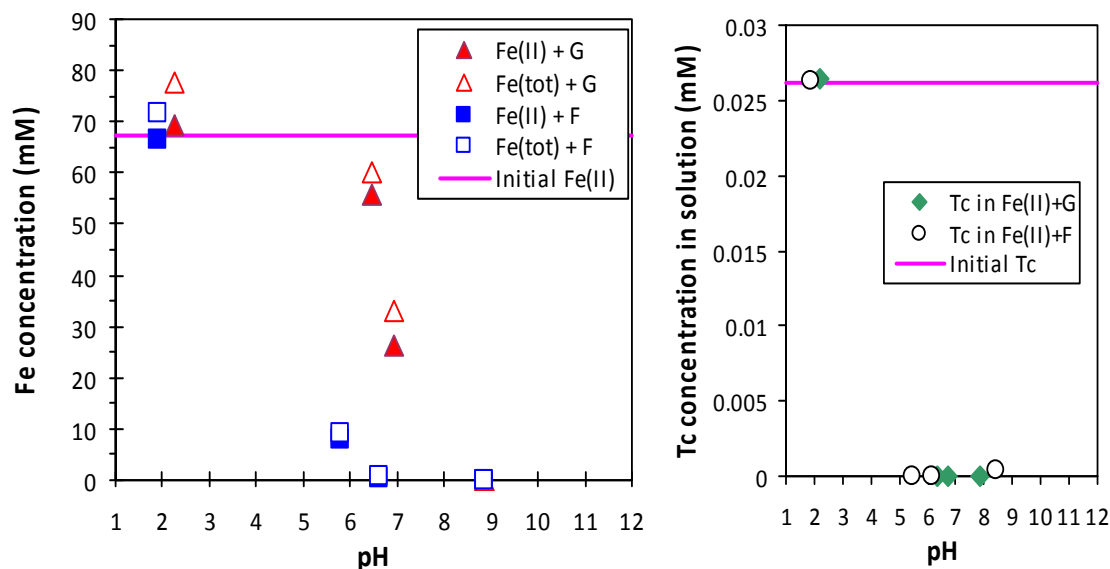 Fe concentration (mM)
90
80
70
60
50
40
30
20
10
0
1 2 3 4 5 6 7 8 9 10 11 12
pH
Fe(II) + G
Fe(tot) + G
Fe(II) + F
Fe(tot) + F
Initial Fe(II)
Tc concentration in solution (mM)
0.03
0.025
0.02
0.015
0.01
0.005
0
1 2 3 4 5 6 7 8 9 10 11 12
pH
Tc in Fe(II)+G
Tc in Fe(II)+F
Initial Tc